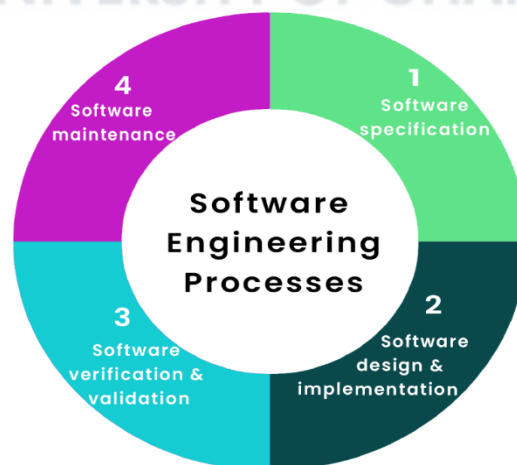 Software
Engineering
Processes
1
Software
specification
2
Software
design &
implementation
3
Software
verification &
validation
4
Software
maintenance